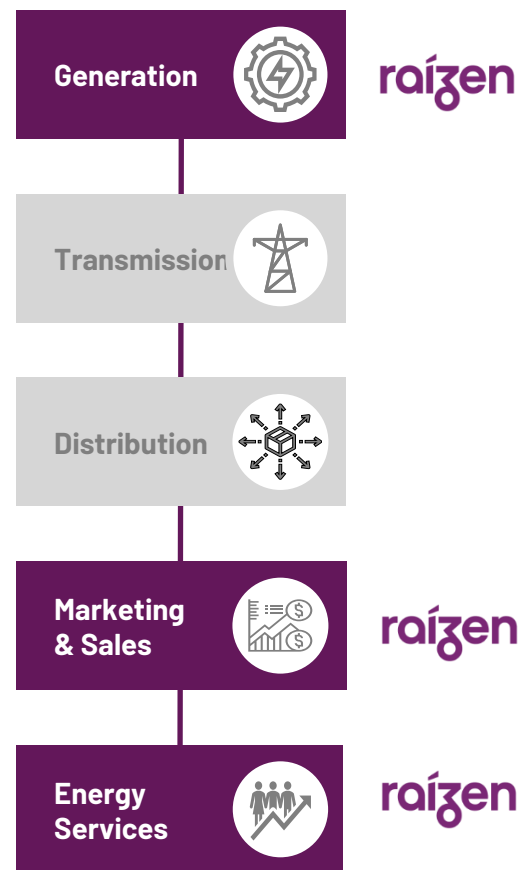 Generation
raízen
Transmission
Distribution
Marketing
& Sales
raízen
Energy
Services
raízen